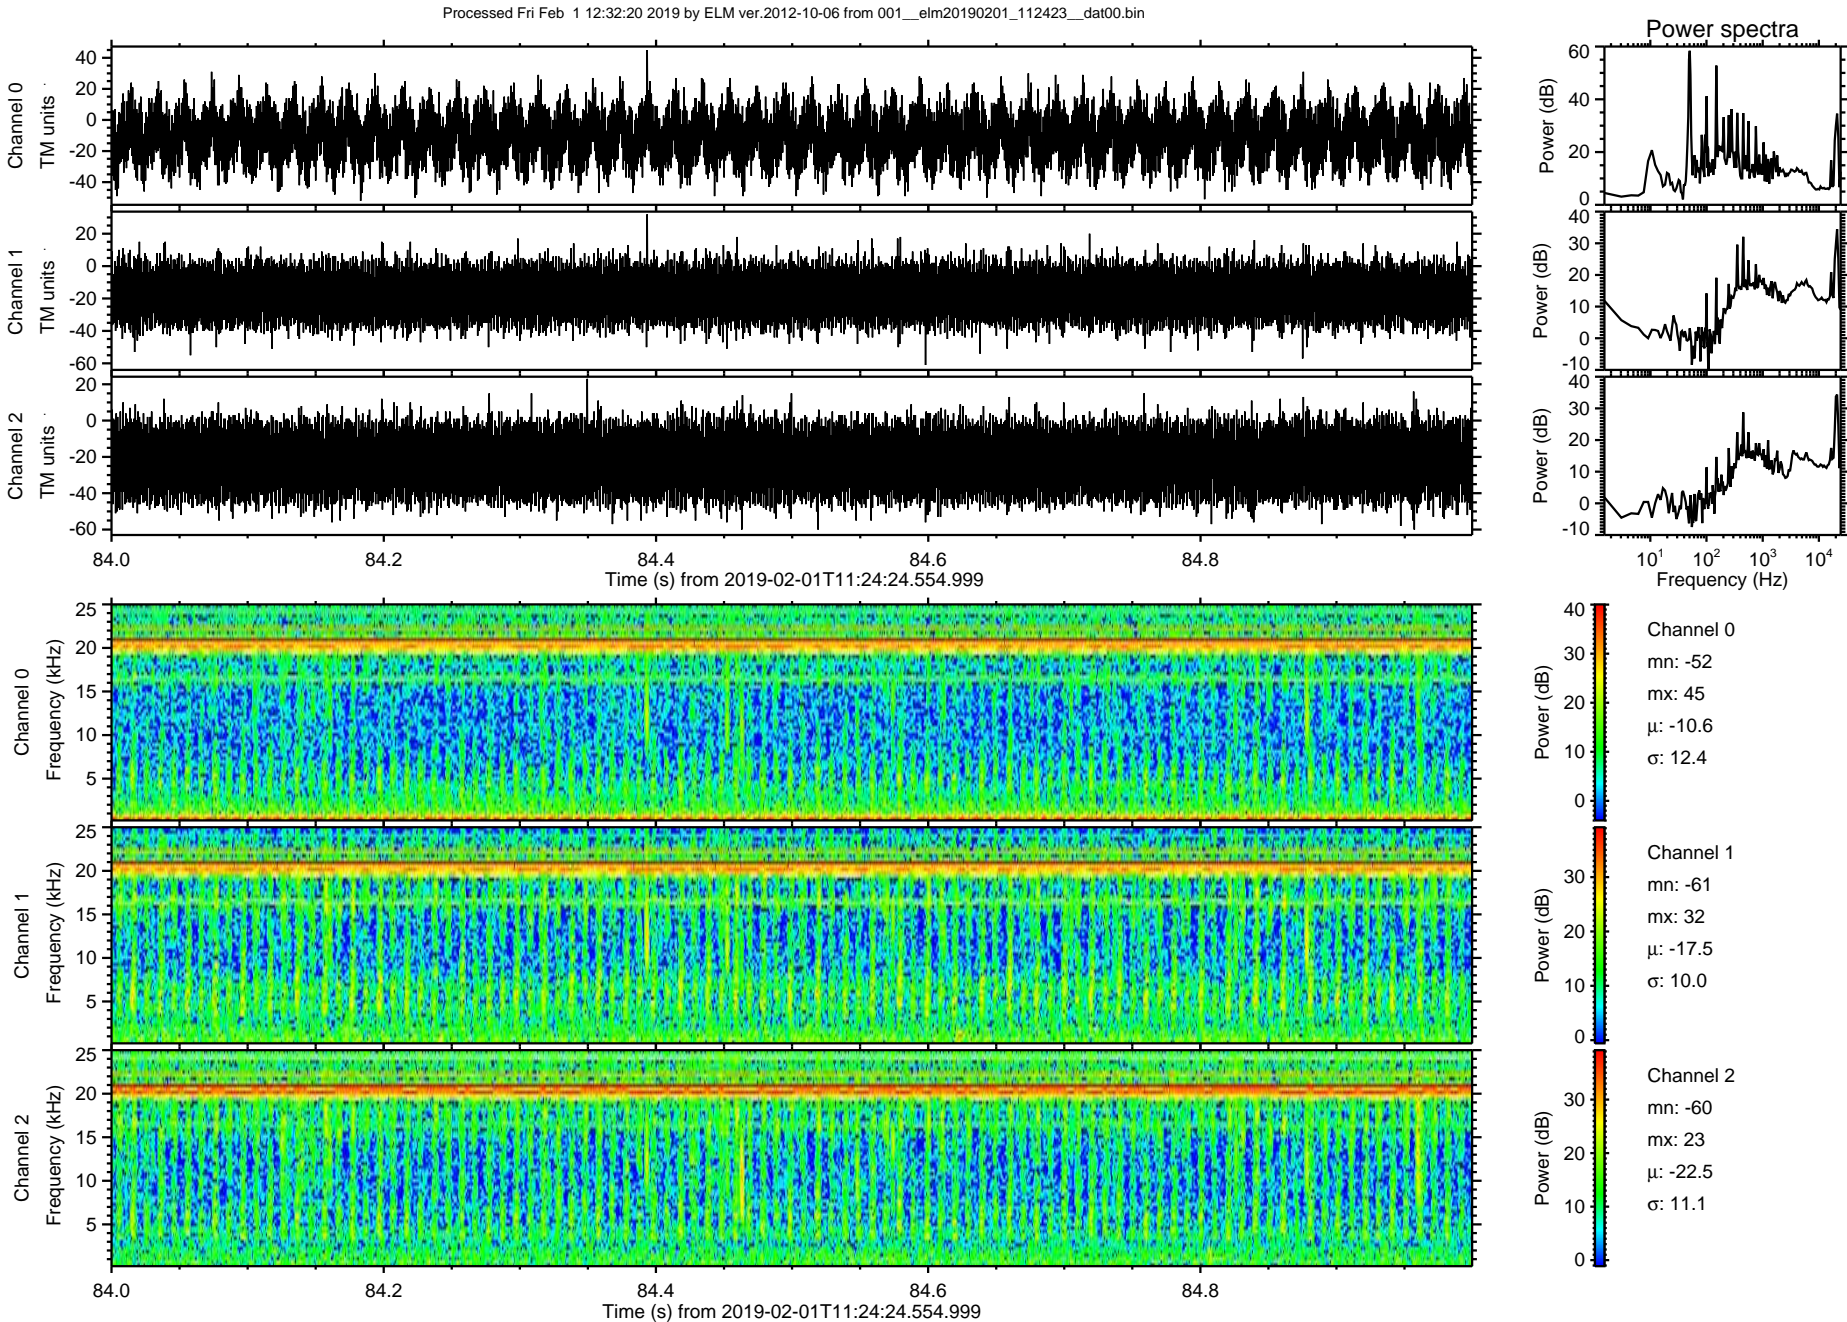 Processed Fri Feb  1 12:32:20 2019 by ELM ver.2012-10-06 from 001__elm20190201_112423__dat00.bin
Power spectra
Channel 0
TM units
40
20
0
-20
-40
Power (dB)
60
40
20
0
Channel 1
TM units
20
0
-20
-40
-60
Power (dB)
40
30
20
10
0
-10
Channel 2
TM units
20
0
-20
-40
-60
Power (dB)
40
30
20
10
0
-10
84.0 84.2 84.4 84.6 84.8
Time (s) from 2019-02-01T11:24:24.554.999
10¹ 10² 10³ 10⁴
Frequency (Hz)
Channel 0
Frequency (kHz)
25
20
15
10
5
Power (dB)
40
30
20
10
0
Channel 0
mn: -52
mx: 45
μ: -10.6
σ: 12.4
Channel 1
Frequency (kHz)
25
20
15
10
5
Power (dB)
30
20
10
0
Channel 1
mn: -61
mx: 32
μ: -17.5
σ: 10.0
Channel 2
Frequency (kHz)
25
20
15
10
5
Power (dB)
30
20
10
0
Channel 2
mn: -60
mx: 23
μ: -22.5
σ: 11.1
84.0 84.2 84.4 84.6 84.8
Time (s) from 2019-02-01T11:24:24.554.999